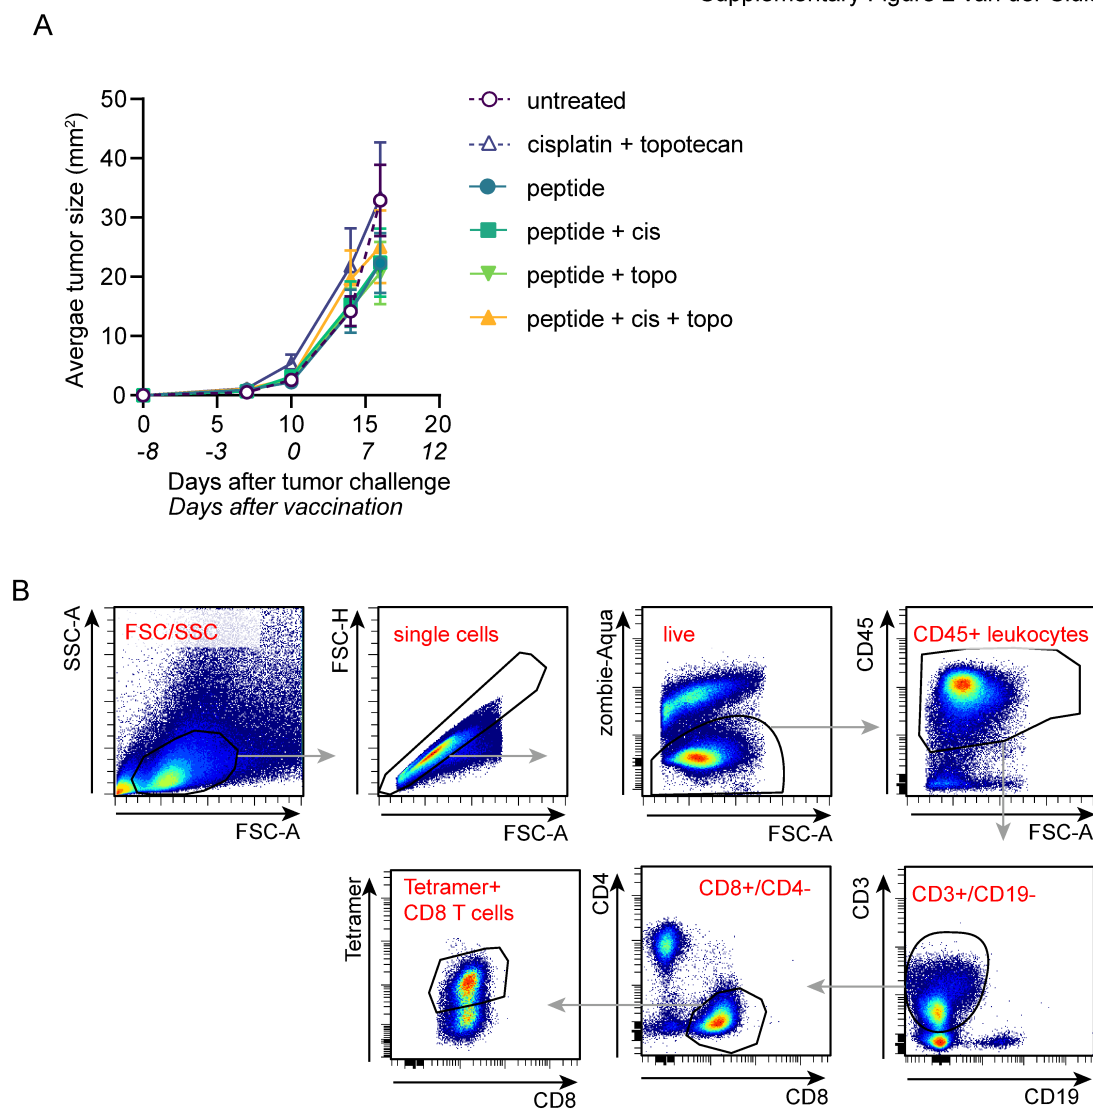 A
50
40
30
20
10
0
Avergae tumor size (mm2)
0 5 10 15 20
-8 -3 0 7 12
Days after tumor challenge
Days after vaccination
untreated
cisplatin + topotecan
peptide
peptide + cis
peptide + topo
peptide + cis + topo
B
SSC-A
FSC/SSC
FSC-A
FSC-H
single cells
FSC-A
zombie-Aqua
live
FSC-A
CD45
CD45+ leukocytes
FSC-A
Tetramer
Tetramer+
CD8 T cells
CD8
CD4
CD8+/CD4-
CD8
CD3
CD3+/CD19-
CD19